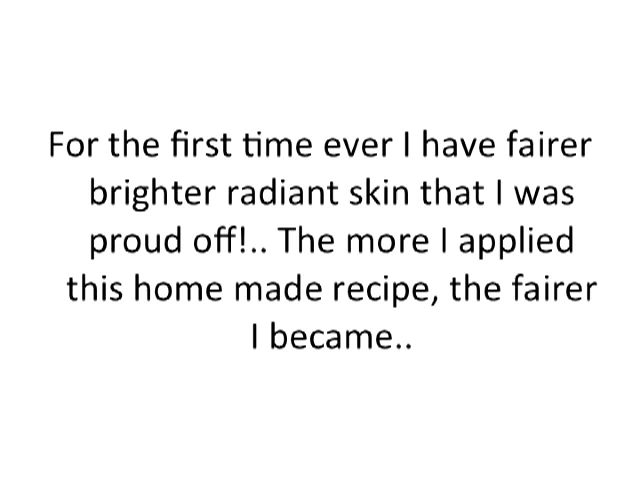 For the first time ever I have fairer
brighter radiant skin that I was
proud off!.. The more I applied
this home made recipe, the fairer
I became..